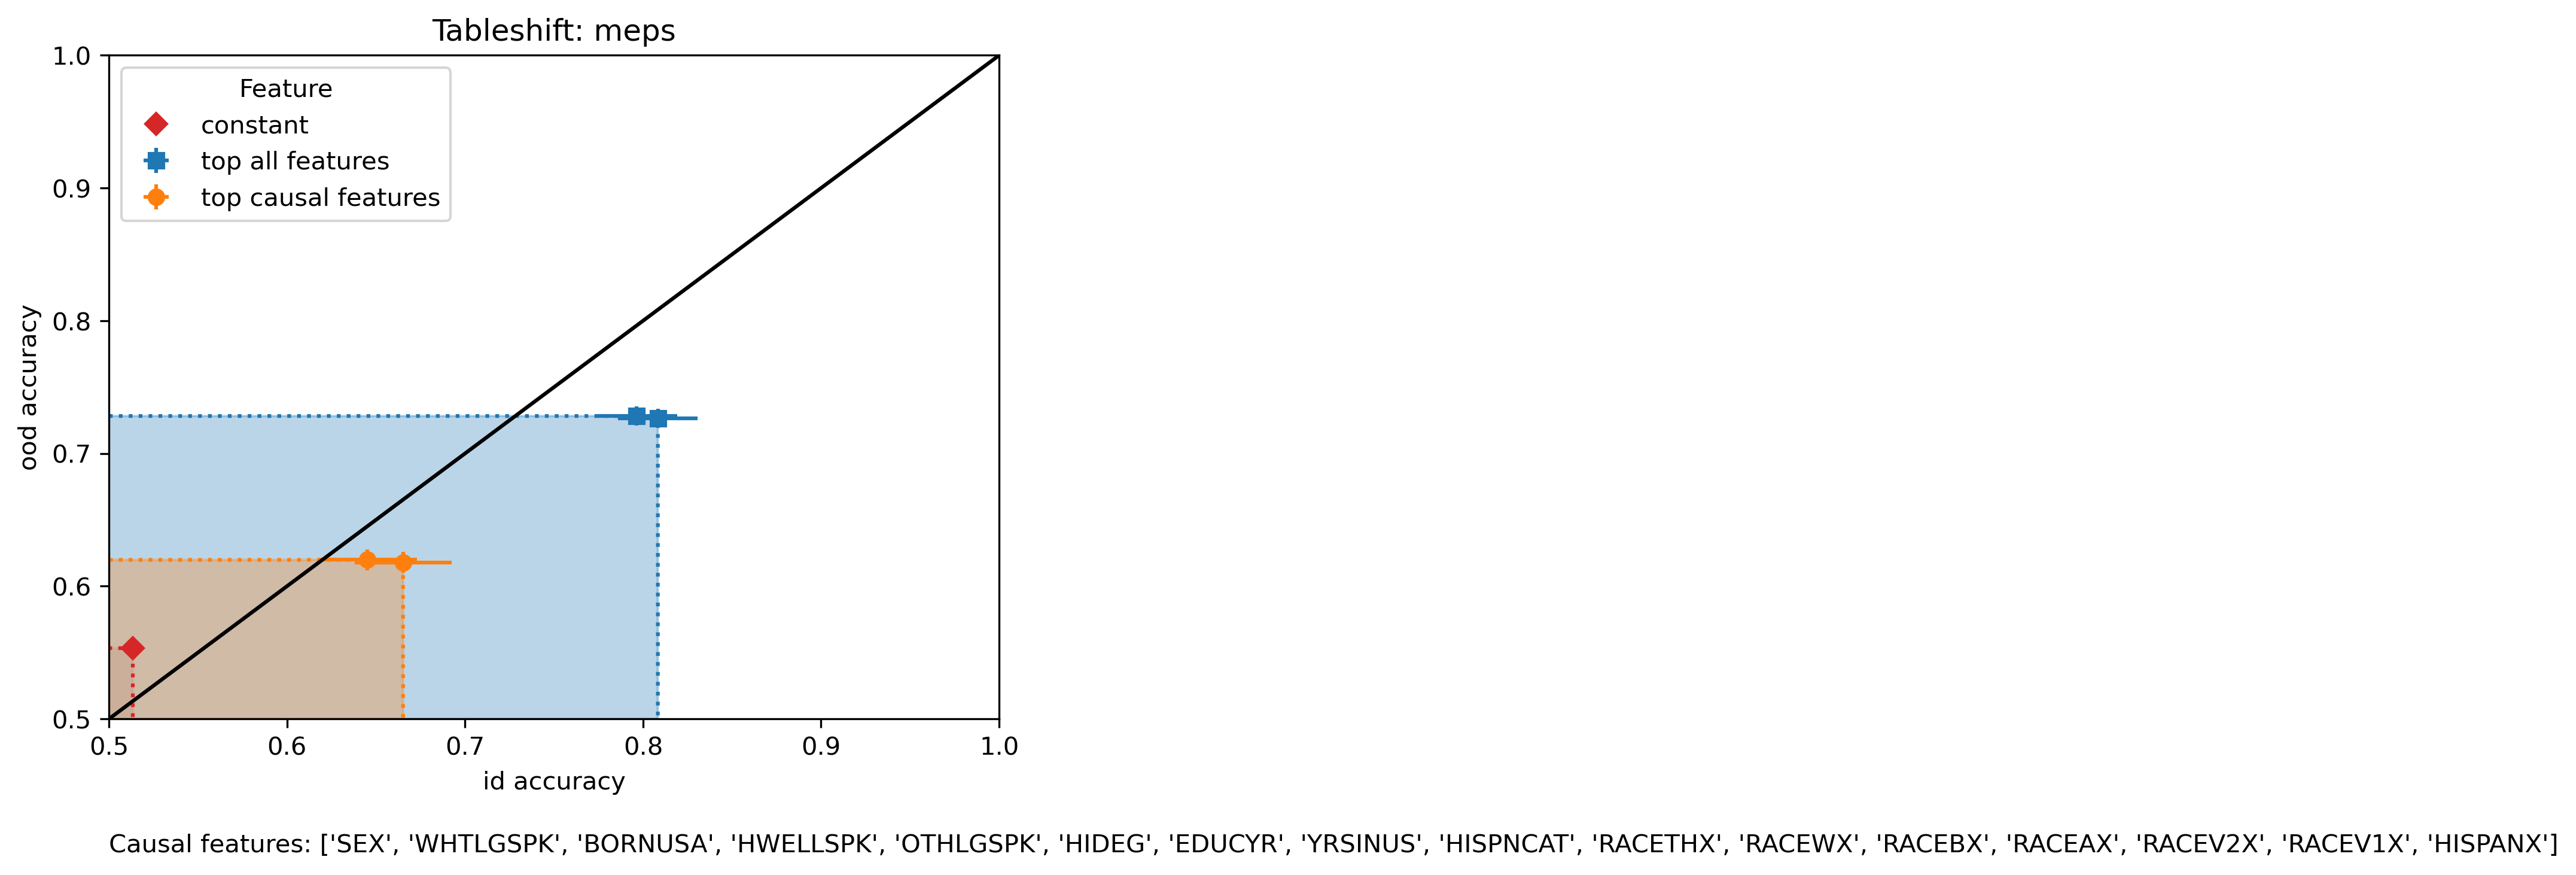 Tableshift: meps
1.0
0.9
0.8
0.7
0.6
0.5
ood accuracy
Feature
constant
top all features
top causal features
0.5 0.6 0.7 0.8 0.9 1.0
id accuracy
Causal features: ['SEX', 'WHTLGSPK', 'BORNUSA', 'HWELLSPK', 'OTHLGSPK', 'HIDEG', 'EDUCYR', 'YRSINUS', 'HISPNCAT', 'RACETHX', 'RACEWX', 'RACEBX', 'RACEAX', 'RACEV2X', 'RACEV1X', 'HISPANX']